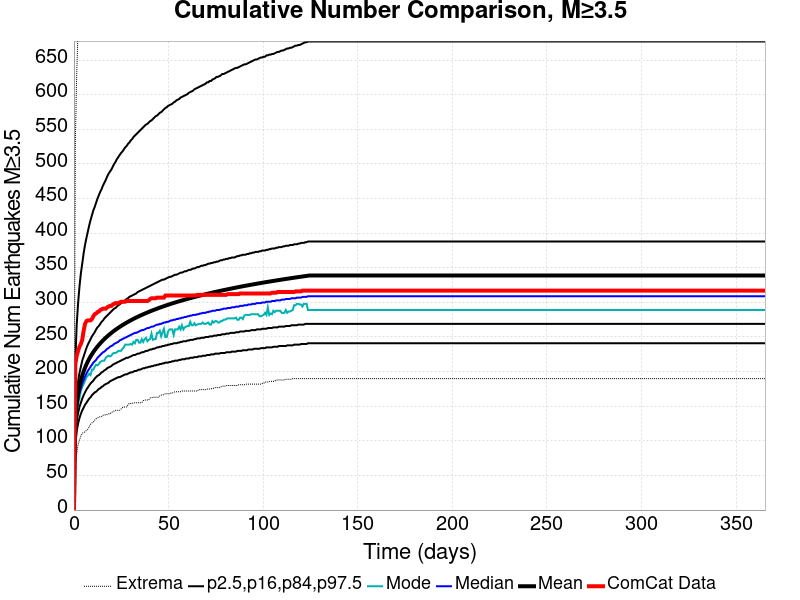 Cumulative Number Comparison, M≥3.5
Cumulative Num Earthquakes M≥3.5
650
600
550
500
450
400
350
300
250
200
150
100
50
0
0 50 100 150 200 250 300 350
Time (days)
Extrema p2.5,p16,p84,p97.5 Mode Median Mean ComCat Data